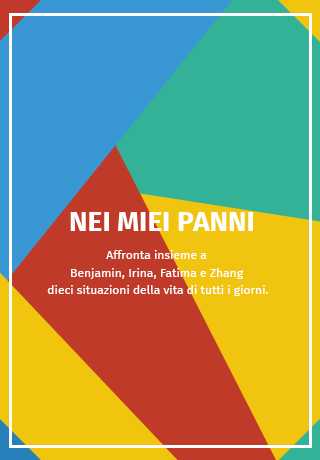 NEI MIEI PANNI
Affronta insieme a
Benjamin, Irina, Fatima e Zhang
dieci situazioni della vita di tutti i giorni.